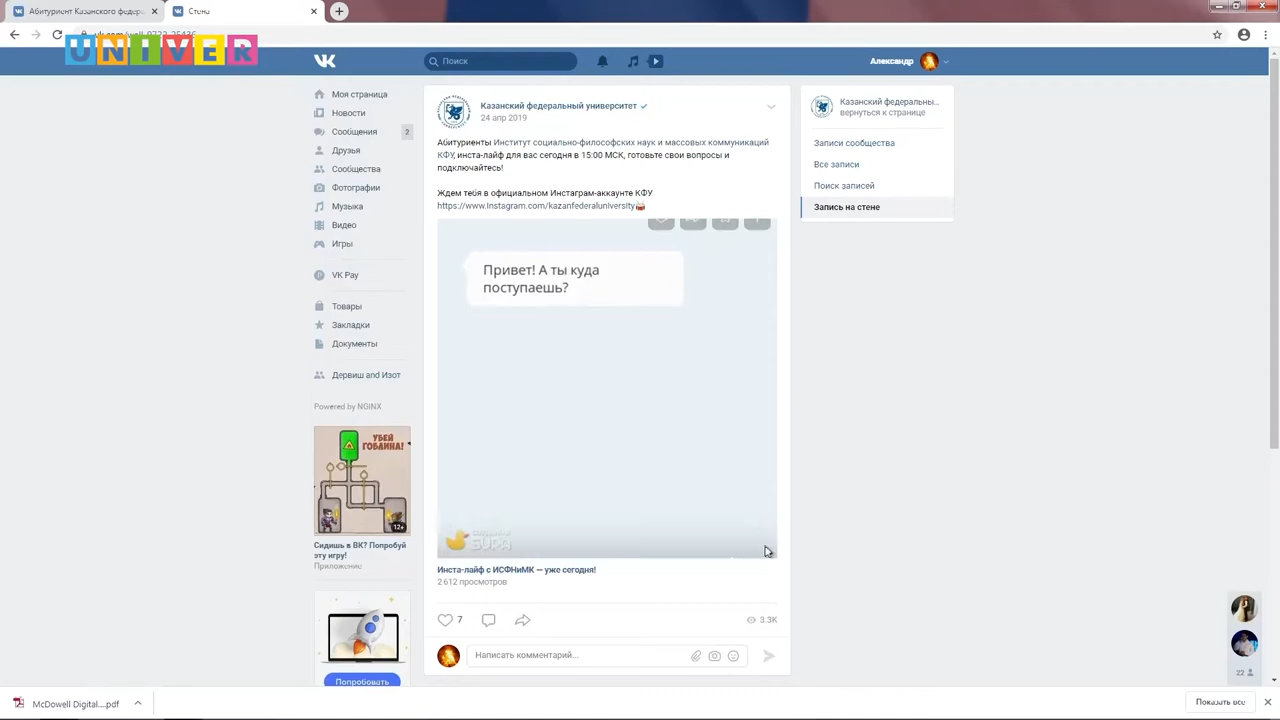 Абитуриент Казанского федер
Стена
UNIVER
Поиск
Александр
Моя страница
Новости
Сообщения 2
Друзья
Сообщества
Фотографии
Музыка
Видео
Игры
VK Pay
Товары
Закладки
Документы
Дервиш and Изот
Powered by NGINX
УБЕЙ
ГОБЛИНА!
12+
Сидишь в ВК? Попробуй
эту игру!
Приложение
Попробовать
Казанский федеральный университет
24 апр 2019
Абитуриенты Институт социально-философских наук и массовых коммуникаций
КФУ, инста-лайф для вас сегодня в 15:00 МСК, готовьте свои вопросы и
подключайтесь!
Ждем тебя в официальном Инстаграм-аккаунте КФУ
https://www.instagram.com/kazanfederaluniversity
Привет! А ты куда
поступаешь?
БУРА
Инста-лайф с ИСФНиМК — уже сегодня!
2 612 просмотров
7
3.3K
Написать комментарий...
Казанский федеральны...
вернуться к странице
Записи сообщества
Все записи
Поиск записей
Запись на стене
22
McDowell Digital....pdf
Показать все